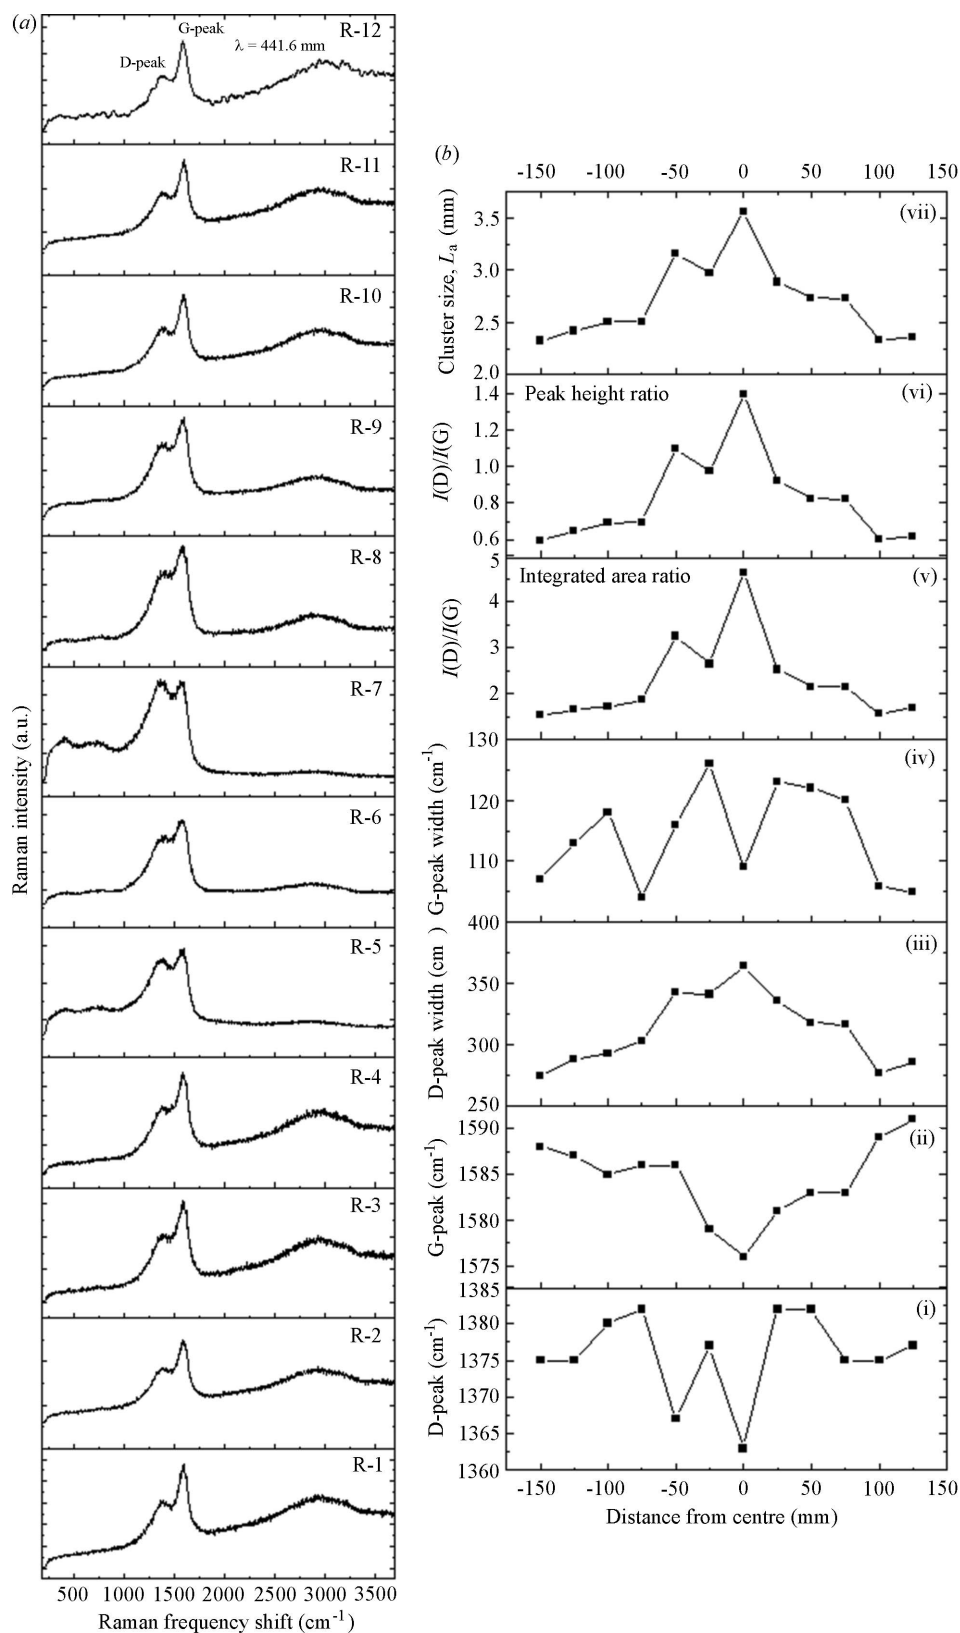 (a)
G-peak
R-12
D-peak
λ = 441.6 mm
R-11
R-10
R-9
R-8
R-7
R-6
R-5
R-4
R-3
R-2
R-1
Raman intensity (a.u.)
500 1000 1500 2000 2500 3000 3500
Raman frequency shift (cm-1)
(b)
-150 -100 -50 0 50 100 150
(vii)
3.5
3.0
2.5
2.0
Cluster size, La (mm)
Peak height ratio
(vi)
1.4
1.2
1.0
0.8
0.6
I(D)/I(G)
Integrated area ratio
(v)
5
4
3
2
I(D)/I(G)
(iv)
130
120
110
G-peak width (cm-1)
(iii)
400
350
300
250
D-peak width (cm )
(ii)
1590
1585
1580
1575
G-peak (cm-1)
(i)
1385
1380
1375
1370
1365
1360
D-peak (cm-1)
-150 -100 -50 0 50 100 150
Distance from centre (mm)